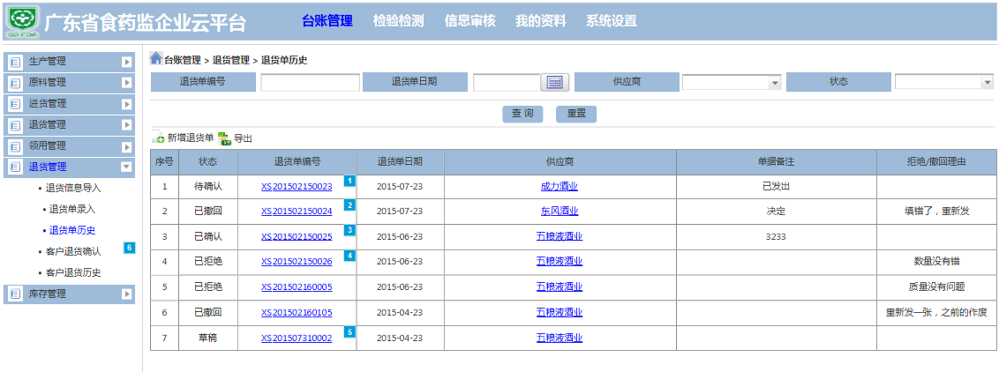 广东省食药监企业云平台 台账管理 检验检测 信息审核 我的资料 系统设置
生产管理
原料管理
进货管理
退货管理
领用管理
退货管理
• 退货信息导入
• 退货单录入
• 退货单历史
• 客户退货确认 6
• 客户退货历史
库存管理
台账管理 > 退货管理 > 退货单历史
退货单编号 退货单日期 供应商 状态
查 询 重置
新增退货单 导出
序号 状态 退货单编号 退货单日期 供应商 单据备注 拒绝/撤回理由
1 待确认 XS201502150023 1 2015-07-23 成力酒业 已发出
2 已撤回 XS201502150024 2 2015-07-23 东风酒业 决定 填错了，重新发
3 已确认 XS201502150025 3 2015-06-23 五粮液酒业 3233
4 已拒绝 XS201502150026 4 2015-06-23 五粮液酒业 数量没有错
5 已拒绝 XS201502160005 2015-06-23 五粮液酒业 质量没有问题
6 已撤回 XS201502160105 2015-04-23 五粮液酒业 重新发一张，之前的作废
7 草稿 XS201507310002 5 2015-04-23 五粮液酒业